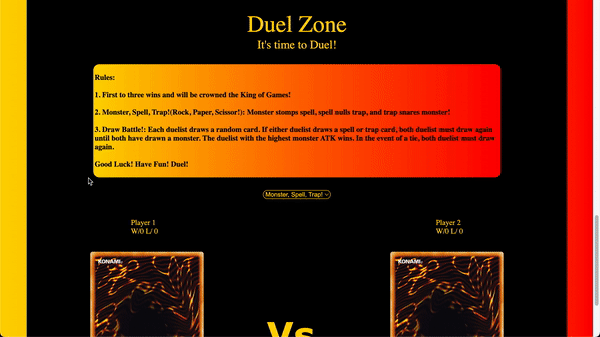 Duel Zone
It's time to Duel!
Rules:
1. First to three wins and will be crowned the King of Games!
2. Monster, Spell, Trap!(Rock, Paper, Scissor!): Monster stomps spell, spell nulls trap, and trap snares monster!
3. Draw Battle!: Each duelist draws a random card. If either duelist draws a spell or trap card, both duelist must draw again
until both have drawn a monster. The duelist with the highest monster ATK wins. In the event of a tie, both duelist must draw
again.
Good Luck! Have Fun! Duel!
Monster, Spell, Trap!
Player 1
W/0 L/ 0
Player 2
W/0 L/ 0
KONAMI
KONAMI
Vs